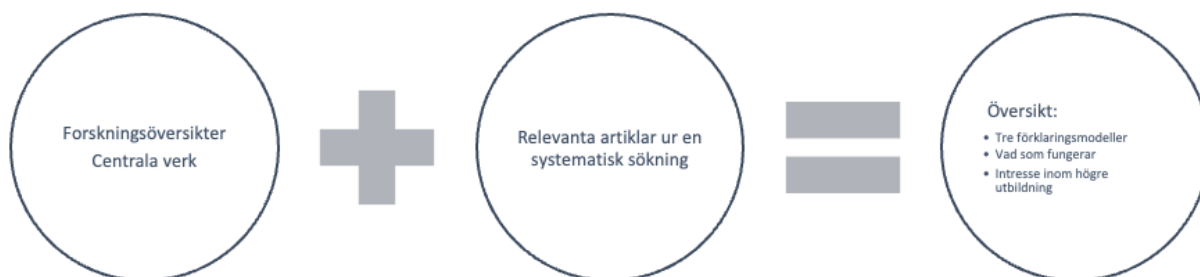 Forskningsöversikter
Centrala verk
Relevanta artiklar ur en
systematisk sökning
Översikt:
• Tre förklaringsmodeller
• Vad som fungerar
• Intresse inom högre
utbildning